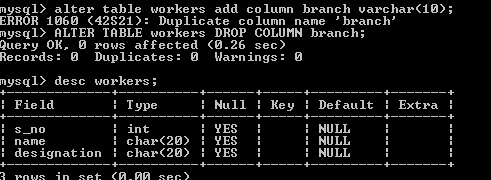 mysql> alter table workers add column branch varchar(10);
ERROR 1060 (42S21): Duplicate column name 'branch'
mysql> ALTER TABLE workers DROP COLUMN branch;
Query OK, 0 rows affected (0.26 sec)
Records: 0  Duplicates: 0  Warnings: 0
mysql> desc workers;
+-------------+----------+------+-----+---------+-------+
| Field       | Type     | Null | Key | Default | Extra |
+-------------+----------+------+-----+---------+-------+
| s_no        | int      | YES  |     | NULL    |       |
| name        | char(20) | YES  |     | NULL    |       |
| designation | char(20) | YES  |     | NULL    |       |
+-------------+----------+------+-----+---------+-------+
3 rows in set (0.00 sec)